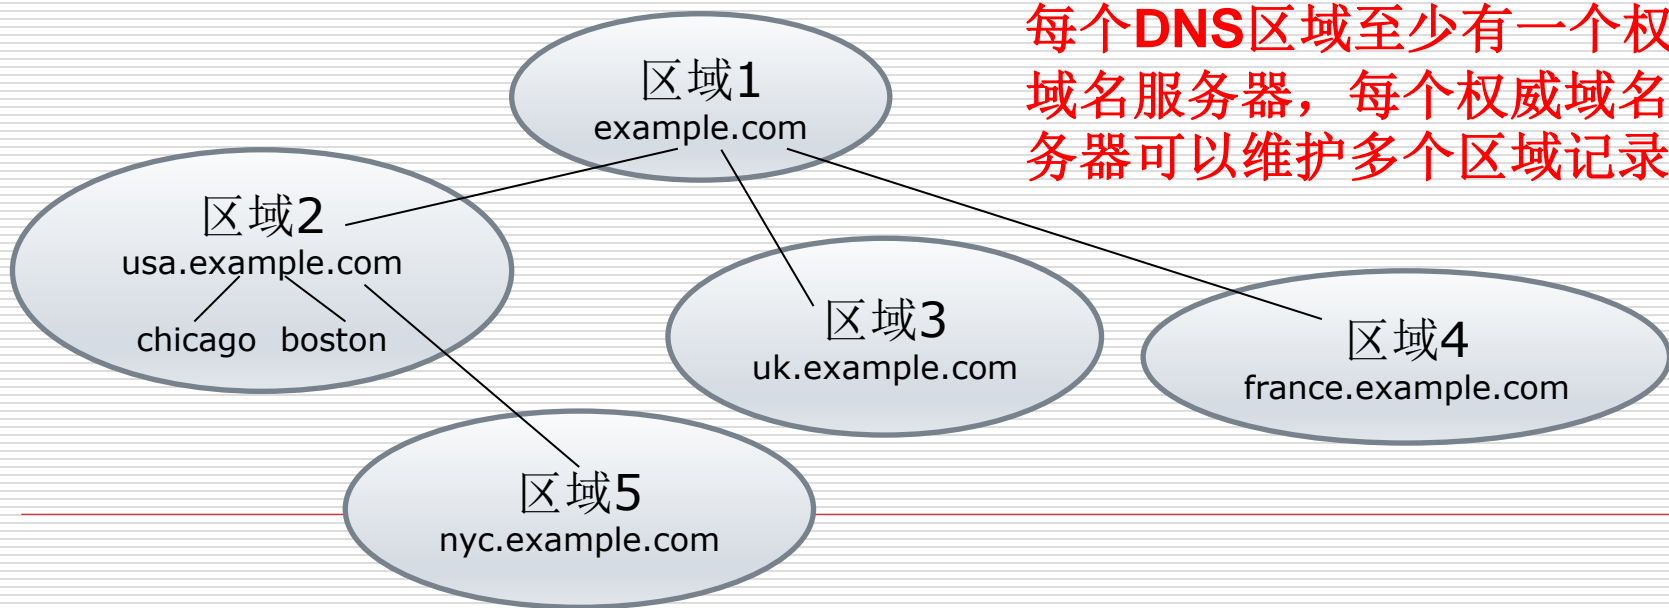 每个DNS区域至少有一个权
域名服务器，每个权威域名
务器可以维护多个区域记录
区域1
example.com
区域2
usa.example.com
chicago boston
区域3
uk.example.com
区域4
france.example.com
区域5
nyc.example.com